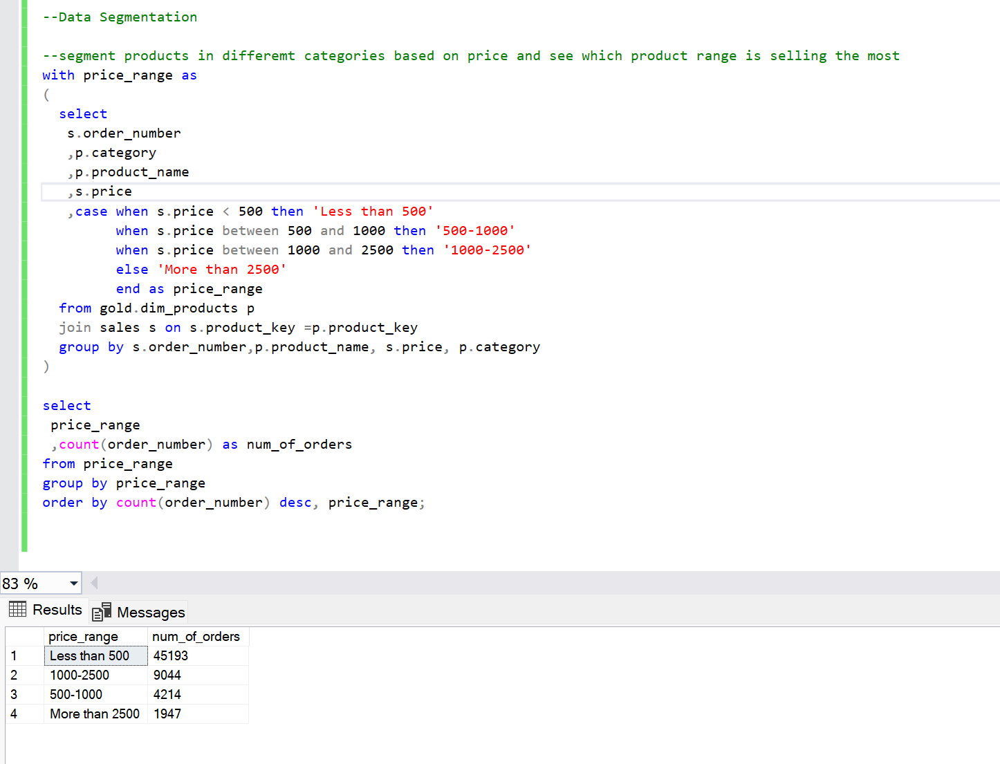 --Data Segmentation
--segment products in differemt categories based on price and see which product range is selling the most
with price_range as
(
select
s.order_number
,p.category
,p.product_name
,s.price
,case when s.price < 500 then 'Less than 500'
when s.price between 500 and 1000 then '500-1000'
when s.price between 1000 and 2500 then '1000-2500'
else 'More than 2500'
end as price_range
from gold.dim_products p
join sales s on s.product_key =p.product_key
group by s.order_number,p.product_name, s.price, p.category
)
select
price_range
,count(order_number) as num_of_orders
from price_range
group by price_range
order by count(order_number) desc, price_range;
83 %
Results Messages
price_range num_of_orders
1 Less than 500 45193
2 1000-2500 9044
3 500-1000 4214
4 More than 2500 1947